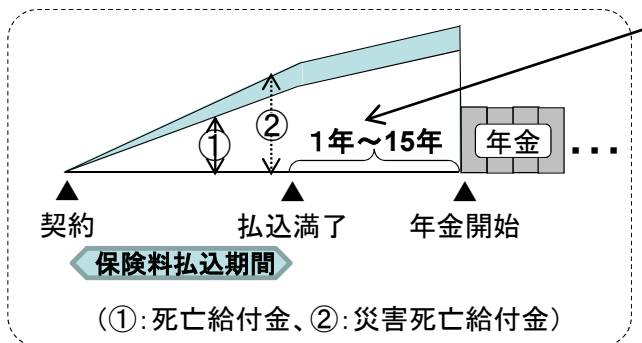 ②
①
1年～15年
年金
...
▲ ▲ ▲
契約 払込満了 年金開始
保険料払込期間
(①:死亡給付金、②:災害死亡給付金)